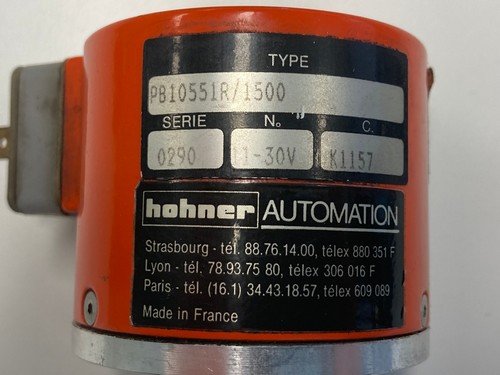 TYPE
PB10551R/1500
SERIE N. C.
0290 11-30V K1157
hohner AUTOMATION
Strasbourg - tél. 88.76.14.00, télex 880 351 F
Lyon - tél. 78.93.75 80, télex 306 016 F
Paris - tél. (16.1) 34.43.18.57, télex 609 089
Made in France